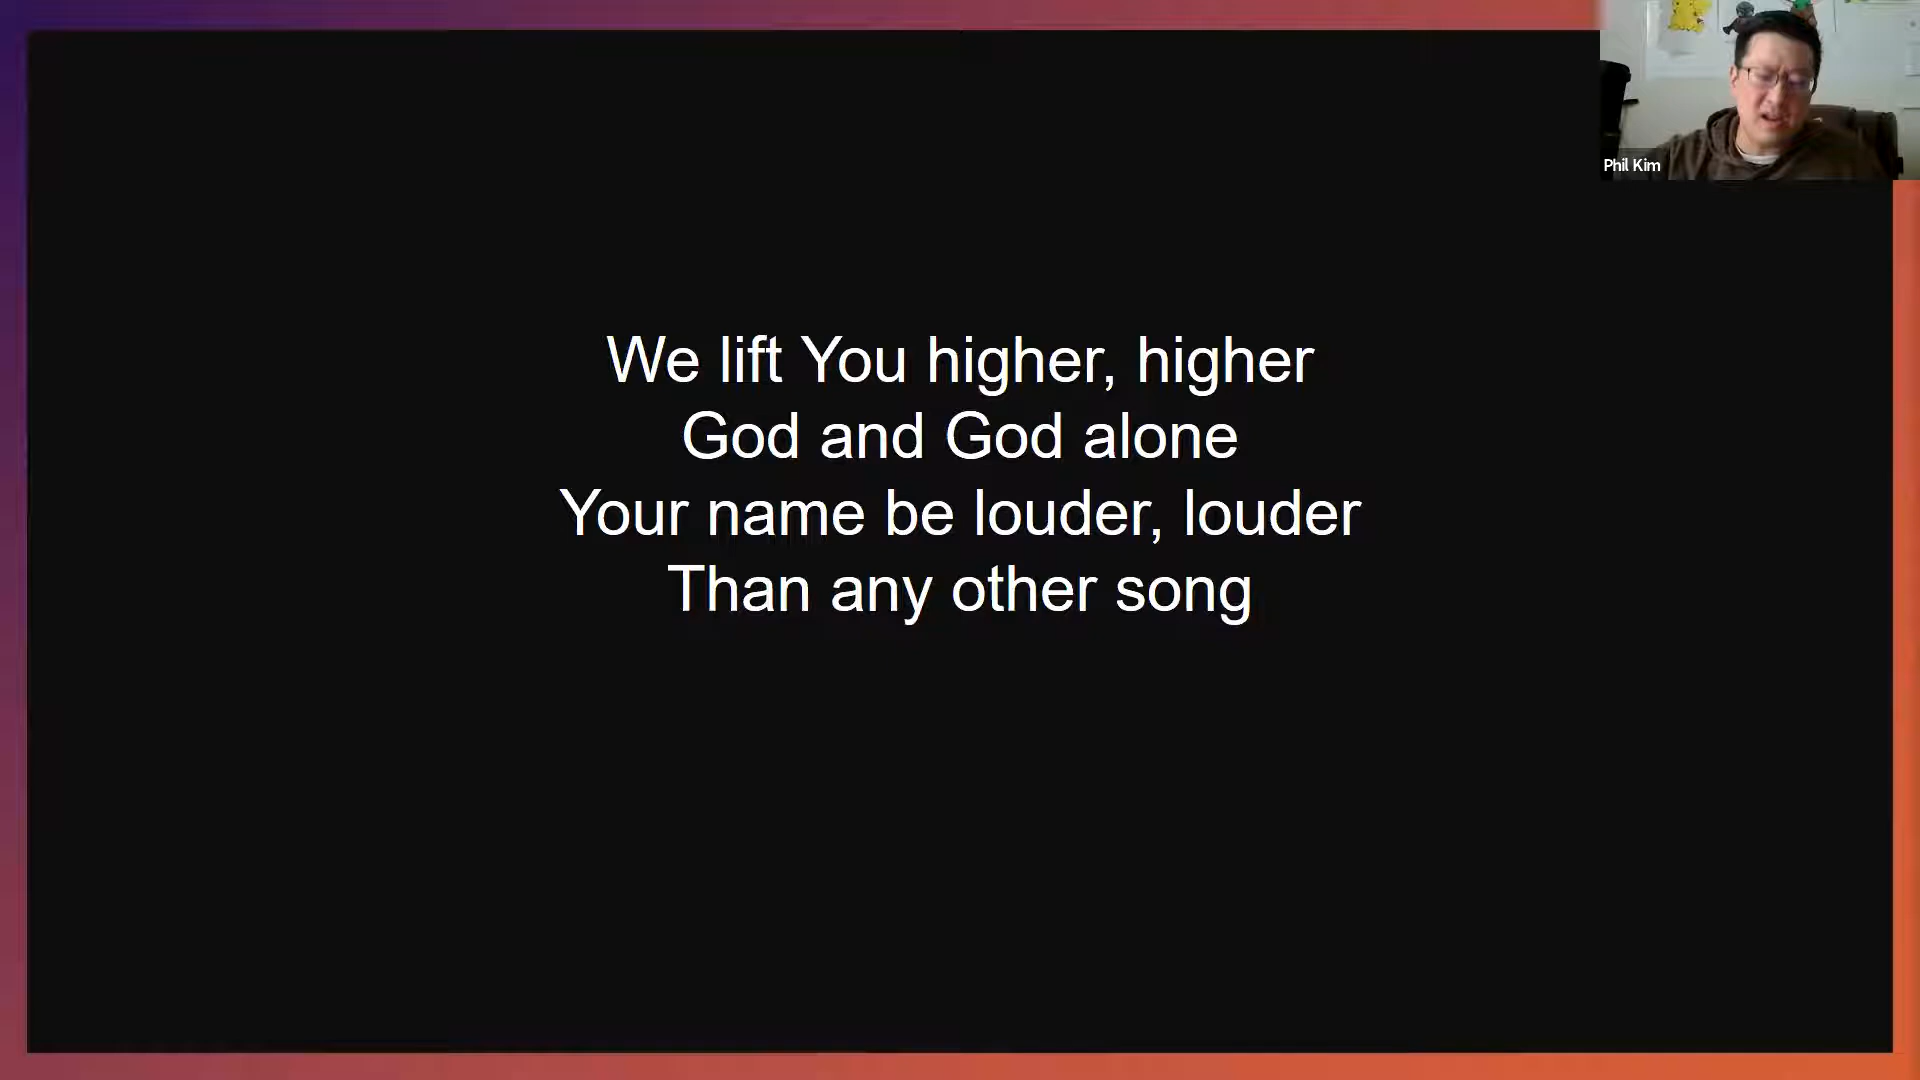 Phil Kim
We lift You higher, higher
God and God alone
Your name be louder, louder
Than any other song